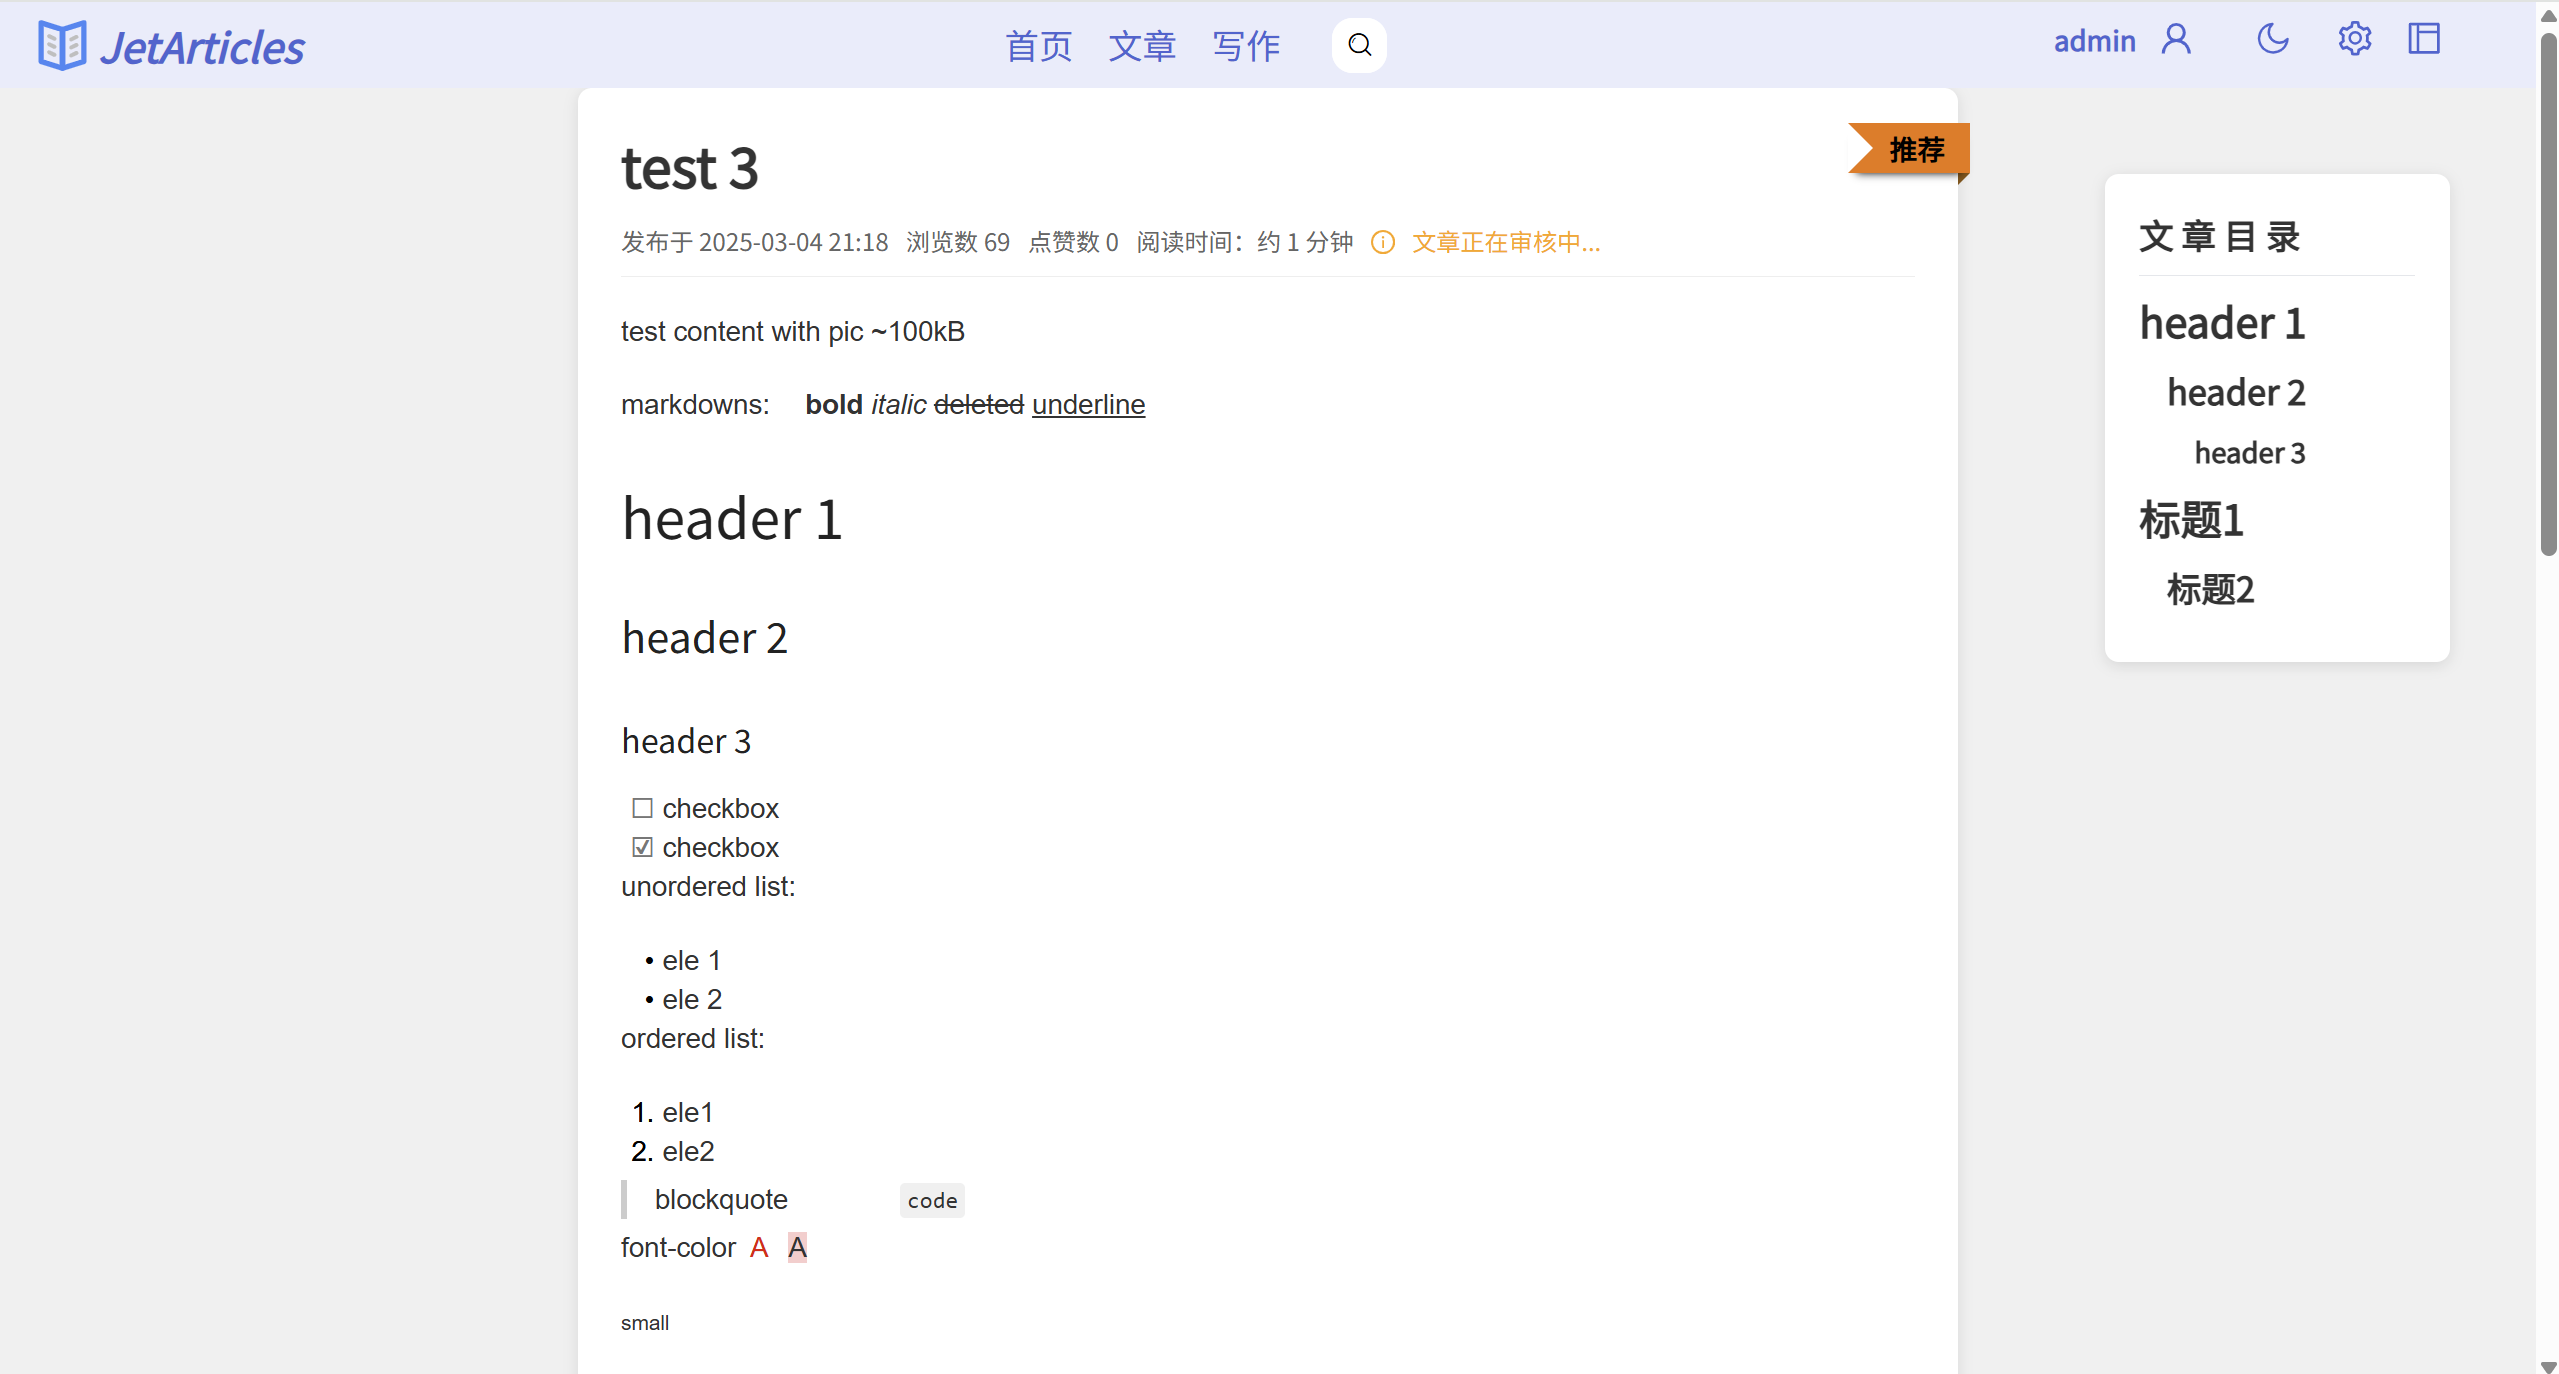 JetArticles
首页 文章 写作
admin
推荐
test 3
发布于 2025-03-04 21:18 浏览数 69 点赞数 0 阅读时间：约 1 分钟 文章正在审核中...
test content with pic ~100kB
markdowns: bold italic deleted underline
header 1
header 2
header 3
checkbox
checkbox
unordered list:
• ele 1
• ele 2
ordered list:
1. ele1
2. ele2
blockquote code
font-color A A
small
文章目录
header 1
header 2
header 3
标题1
标题2